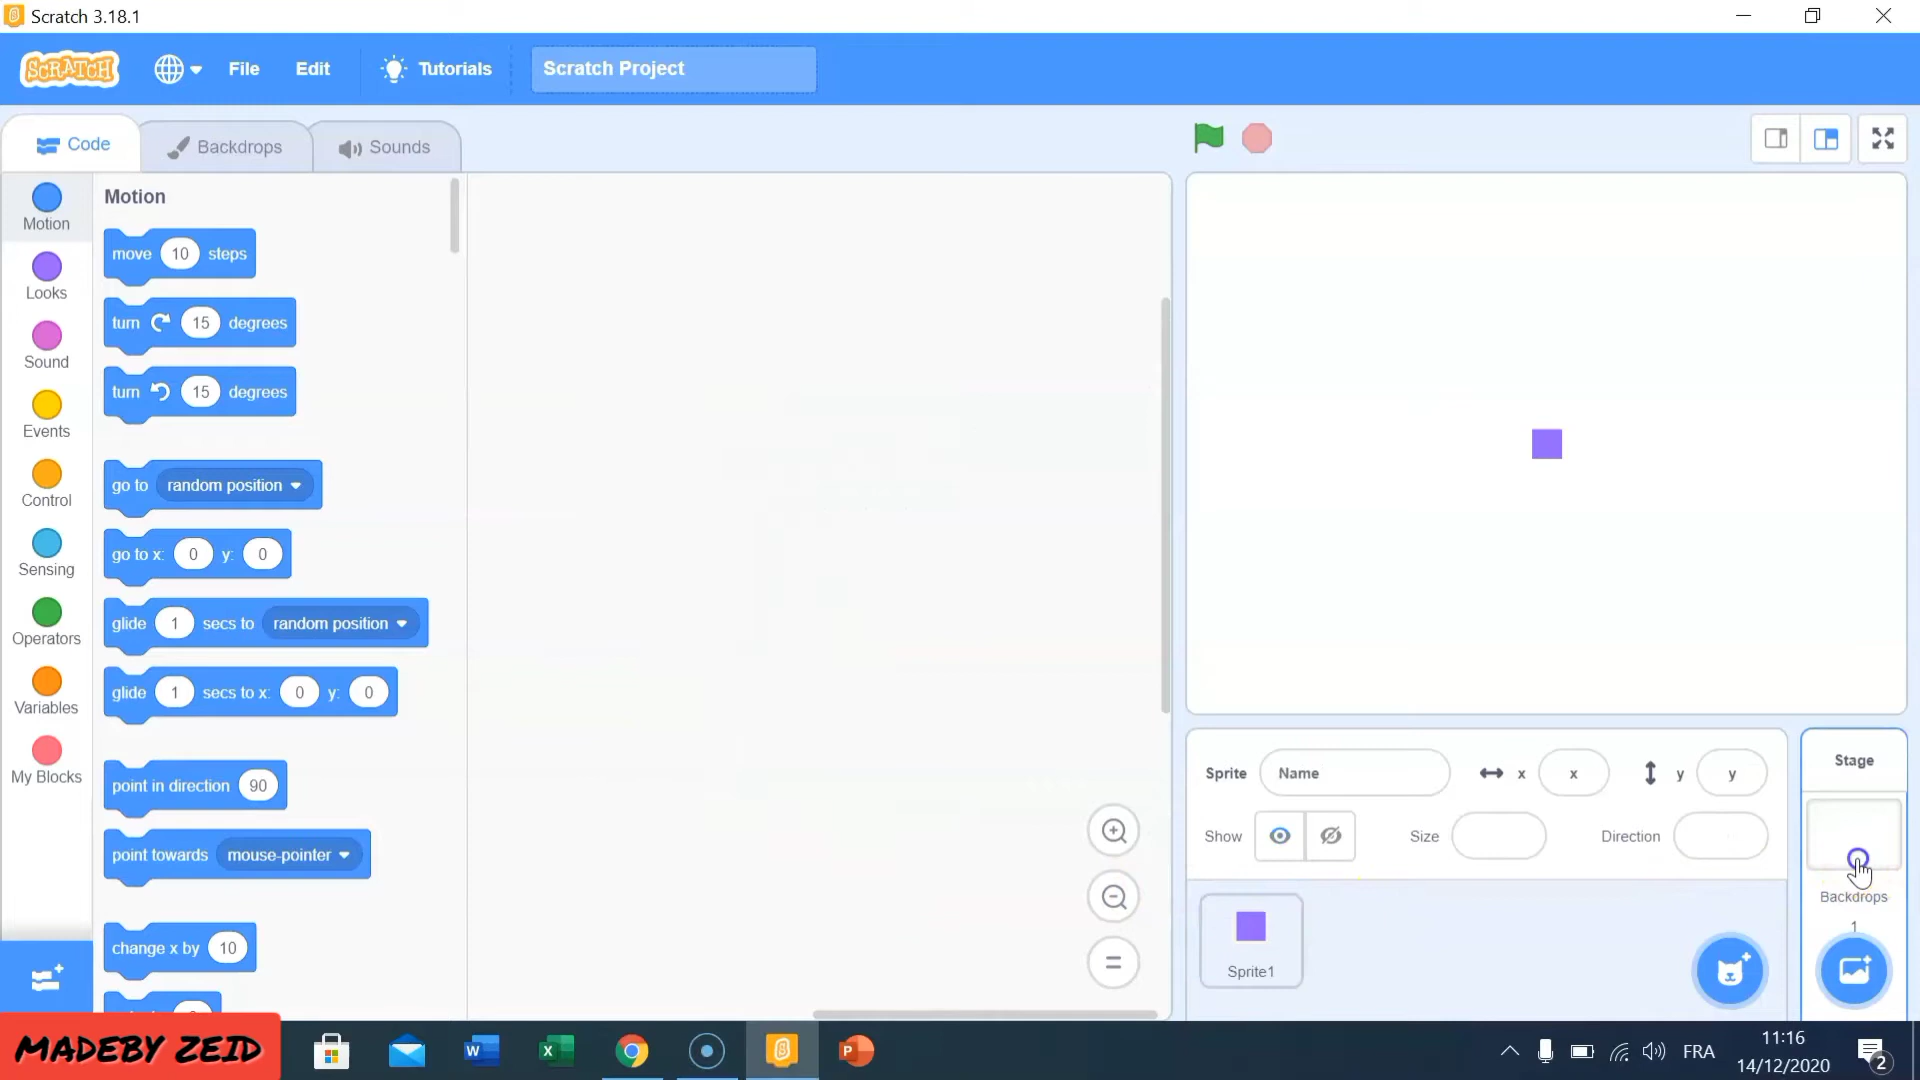 Scratch 3.18.1
SCRATCH
File
Edit
Tutorials
Scratch Project
Code
Backdrops
Sounds
Motion
Looks
Sound
Events
Control
Sensing
Operators
Variables
My Blocks
Motion
move 10 steps
turn 15 degrees
turn 15 degrees
go to random position
go to x: 0 y: 0
glide 1 secs to random position
glide 1 secs to x: 0 y: 0
point in direction 90
point towards mouse-pointer
change x by 10
Sprite Name x x y y
Show Size Direction
Sprite1
Stage
Backdrops
1
MADEBY ZEID
FRA
11:16
14/12/2020
2